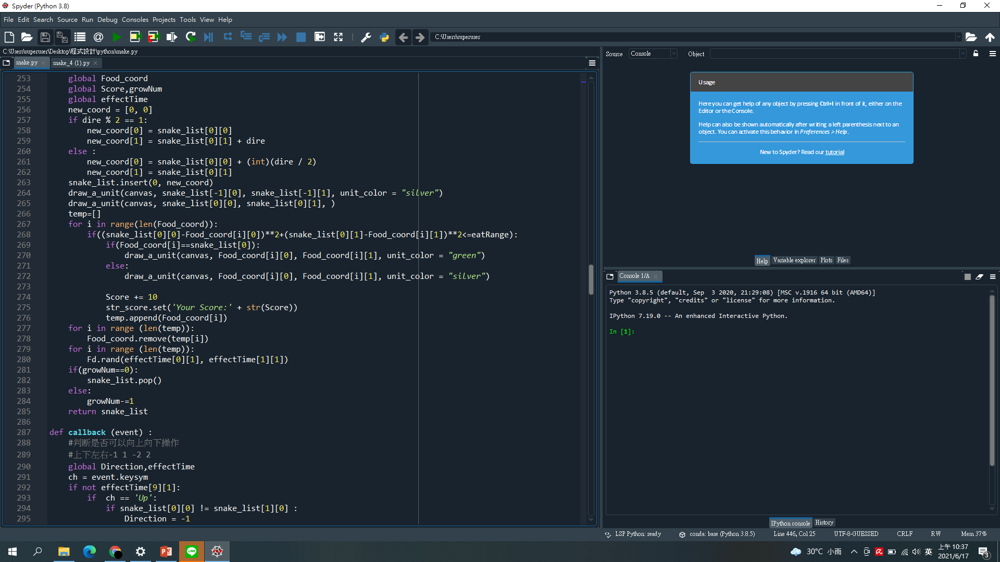 Spyder (Python 3.8)
File Edit Search Source Run Debug Consoles Projects Tools View Help
C:\Users\superuser
C:\Users\superuser\Desktop\程式設計\python\snake.py
snake.py
snake_4 (1).py
253 global Food_coord
254 global Score,growNum
255 global effectTime
256 new_coord = [0, 0]
257 if dire % 2 == 1:
258 new_coord[0] = snake_list[0][0]
259 new_coord[1] = snake_list[0][1] + dire
260 else :
261 new_coord[0] = snake_list[0][0] + (int)(dire / 2)
262 new_coord[1] = snake_list[0][1]
263 snake_list.insert(0, new_coord)
264 draw_a_unit(canvas, snake_list[-1][0], snake_list[-1][1], unit_color = "silver")
265 draw_a_unit(canvas, snake_list[0][0], snake_list[0][1], )
266 temp=[]
267 for i in range(len(Food_coord)):
268 if((snake_list[0][0]-Food_coord[i][0])**2+(snake_list[0][1]-Food_coord[i][1])**2<=eatRange):
269 if(Food_coord[i]==snake_list[0]):
270 draw_a_unit(canvas, Food_coord[i][0], Food_coord[i][1], unit_color = "green")
271 else:
272 draw_a_unit(canvas, Food_coord[i][0], Food_coord[i][1], unit_color = "silver")
273
274 Score += 10
275 str_score.set('Your Score:' + str(Score))
276 temp.append(Food_coord[i])
277 for i in range (len(temp)):
278 Food_coord.remove(temp[i])
279 for i in range (len(temp)):
280 Fd.rand(effectTime[0][1], effectTime[1][1])
281 if(growNum==0):
282 snake_list.pop()
283 else:
284 growNum-=1
285 return snake_list
286
287 def callback (event) :
288 #判断是否可以向上向下操作
289 #上下左右-1 1 -2 2
290 global Direction,effectTime
291 ch = event.keysym
292 if not effectTime[9][1]:
293 if  ch == 'Up':
294 if snake_list[0][0] != snake_list[1][0] :
295 Direction = -1
Source Console Object
Usage
Here you can get help of any object by pressing Ctrl+I in front of it, either on the
Editor or the Console.
Help can also be shown automatically after writing a left parenthesis next to an
object. You can activate this behavior in Preferences > Help.
New to Spyder? Read our tutorial
Help Variable explorer Plots Files
Console 1/A
Python 3.8.5 (default, Sep  3 2020, 21:29:08) [MSC v.1916 64 bit (AMD64)]
Type "copyright", "credits" or "license" for more information.
IPython 7.19.0 -- An enhanced Interactive Python.
In [1]:
IPython console History
LSP Python: ready conda: base (Python 3.8.5) Line 446, Col 25 UTF-8-GUESSED CRLF RW Mem 37%
30°C 小雨 英 上午 10:37
2021/6/17
3